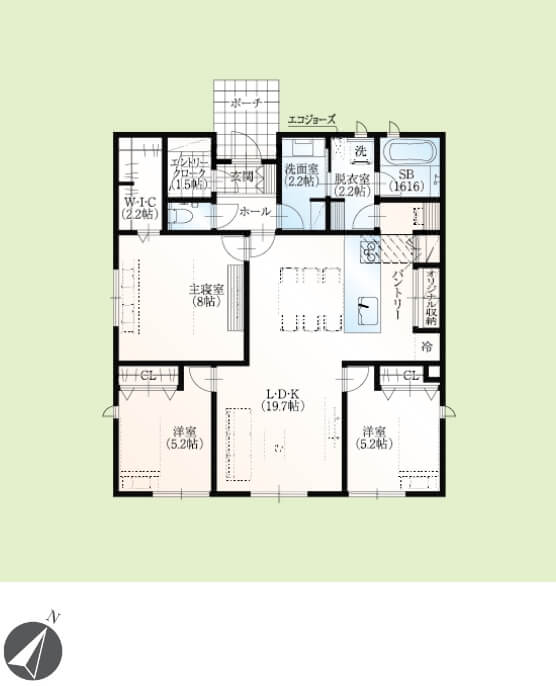 ポーチ
エコジョーズ
エントリー
クローク
(1.5帖)
玄関
洗面室
(2.2帖)
洗
脱衣室
(2.2帖)
SB
(1616)
W・I・C
(2.2帖)
ホール
主寝室
(8帖)
パントリー
オリジナル収納
冷
CL
L・D・K
(19.7帖)
CL
洋室
(5.2帖)
洋室
(5.2帖)
N